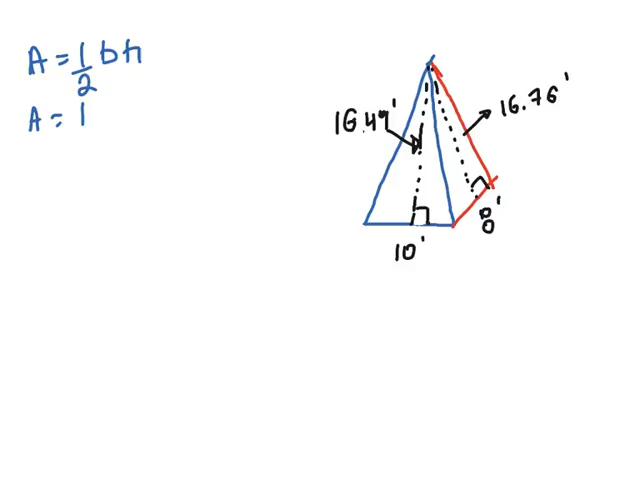 A = 1/2 bh
A = 1
16.49'
16.76'
8'
10'